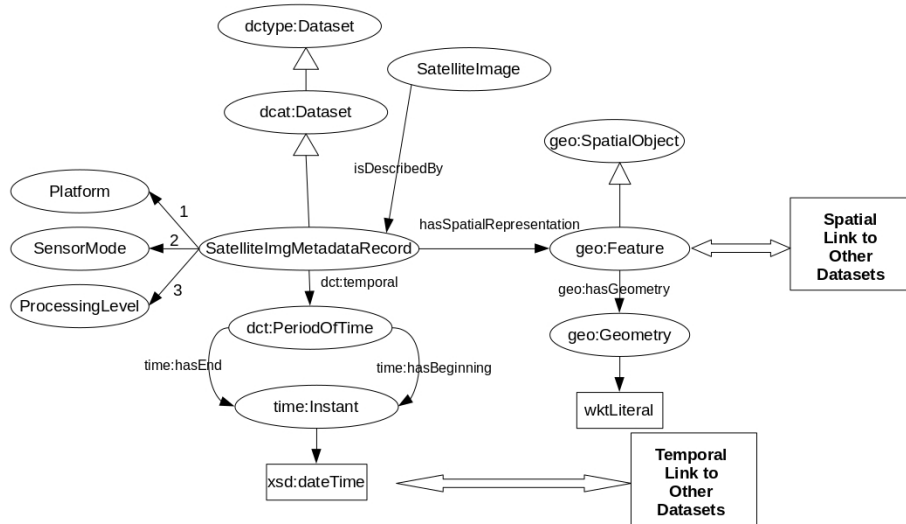 dctype:Dataset
SatelliteImage
dcat:Dataset
geo:SpatialObject
isDescribedBy
Platform
1
hasSpatialRepresentation
SensorMode
2
SatelliteImgMetadataRecord
geo:Feature
Spatial
Link to
Other
Datasets
dct:temporal
geo:hasGeometry
ProcessingLevel
3
dct:PeriodOfTime
geo:Geometry
time:hasEnd
time:hasBeginning
time:Instant
wktLiteral
xsd:dateTime
Temporal
Link to
Other
Datasets